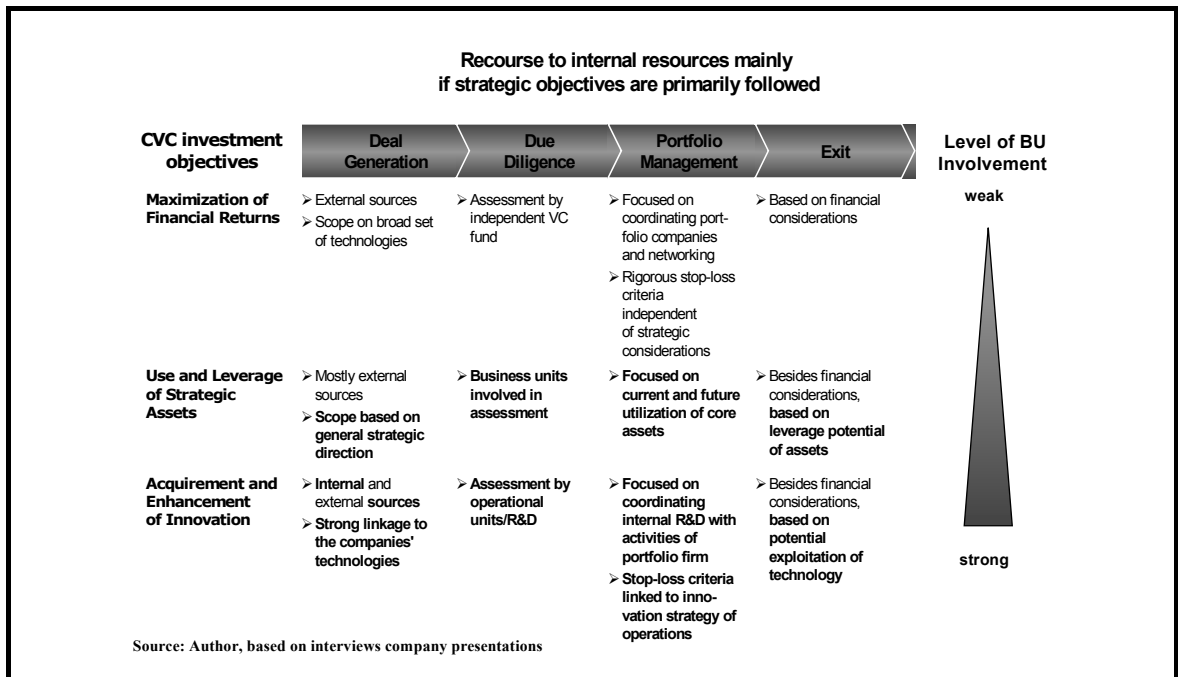 Recourse to internal resources mainly
if strategic objectives are primarily followed
CVC investment
objectives
Deal
Generation
Due
Diligence
Portfolio
Management
Exit
Level of BU
Involvement
weak
Maximization of
Financial Returns
➢ External sources
➢ Scope on broad set
of technologies
➢ Assessment by
independent VC
fund
➢ Focused on
coordinating port-
folio companies
and networking
➢ Rigorous stop-loss
criteria
independent
of strategic
considerations
➢ Based on financial
considerations
Use and Leverage
of Strategic
Assets
➢ Mostly external
sources
➢ Scope based on
general strategic
direction
➢ Business units
involved in
assessment
➢ Focused on
current and future
utilization of core
assets
➢ Besides financial
considerations,
based on
leverage potential
of assets
Acquirement and
Enhancement
of Innovation
➢ Internal and
external sources
➢ Strong linkage to
the companies'
technologies
➢ Assessment by
operational
units/R&D
➢ Focused on
coordinating
internal R&D with
activities of
portfolio firm
➢ Stop-loss criteria
linked to inno-
vation strategy of
operations
➢ Besides financial
considerations,
based on
potential
exploitation of
technology
strong
Source: Author, based on interviews company presentations